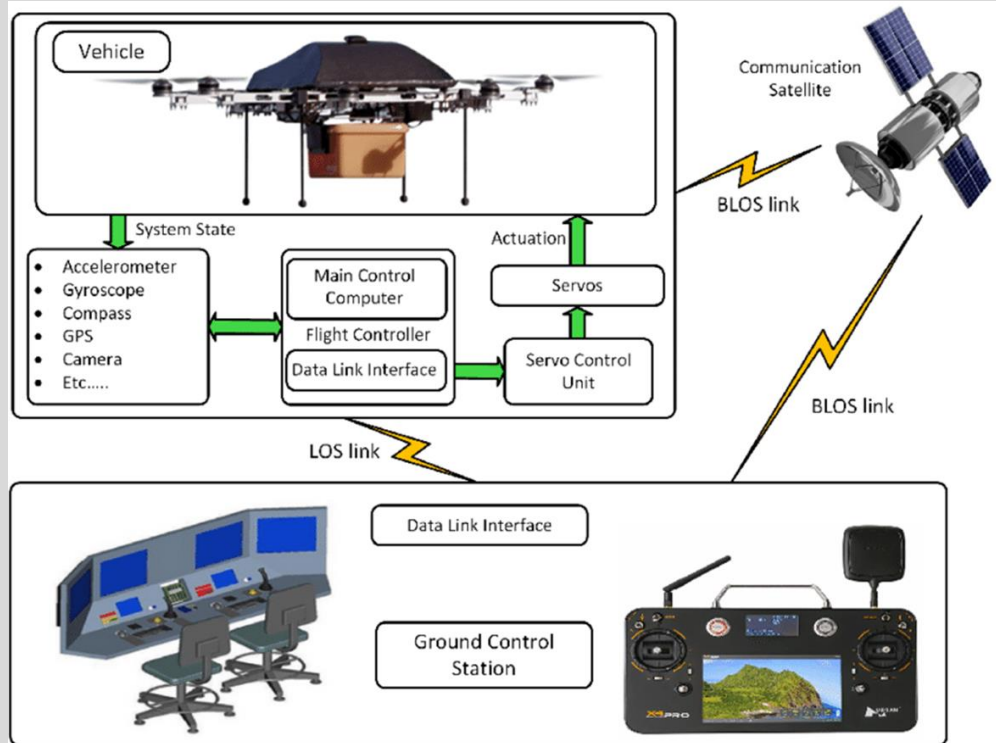 Vehicle
Communication
Satellite
BLOS link
System State
Actuation
Accelerometer
Gyroscope
Compass
GPS
Camera
Etc.....
Main Control
Computer
Flight Controller
Data Link Interface
Servos
Servo Control
Unit
BLOS link
LOS link
Data Link Interface
Ground Control
Station
PRO